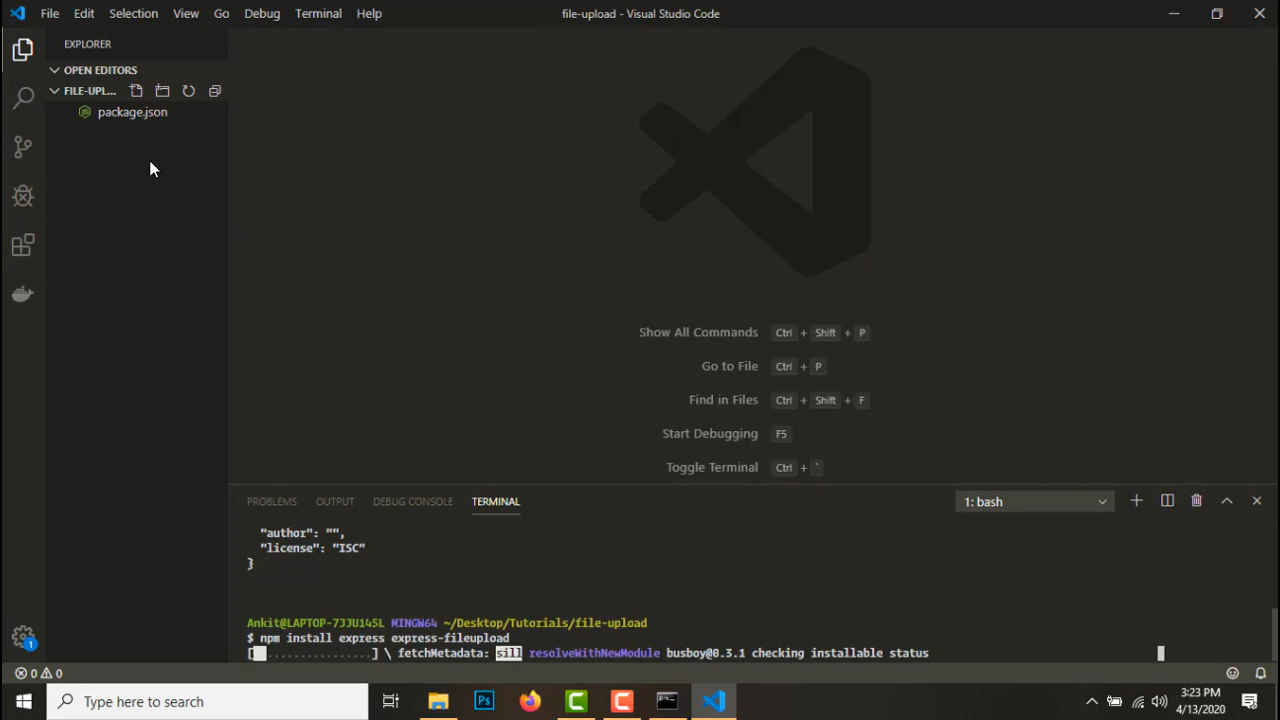 File Edit Selection View Go Debug Terminal Help
file-upload - Visual Studio Code
EXPLORER
OPEN EDITORS
FILE-UPL...
package.json
Show All Commands Ctrl + Shift + P
Go to File Ctrl + P
Find in Files Ctrl + Shift + F
Start Debugging F5
Toggle Terminal Ctrl + `
PROBLEMS OUTPUT DEBUG CONSOLE TERMINAL
1: bash
"author": "",
"license": "ISC"
}
Ankit@LAPTOP-7JJU145L MINGW64 ~/Desktop/Tutorials/file-upload
$ npm install express express-fileupload
[ ................] \ fetchMetadata: sill resolveWithNewModule busboy@0.3.1 checking installable status
1
0 0
Type here to search
Ps
3:23 PM
4/13/2020